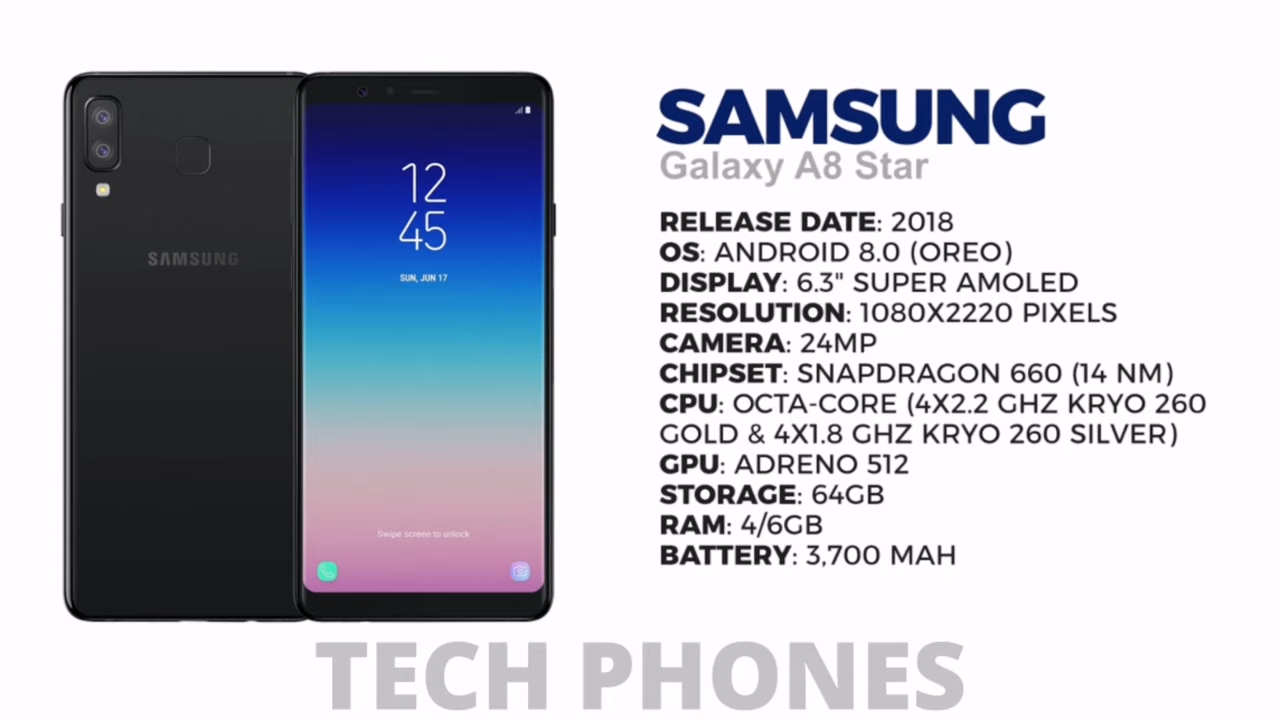 SAMSUNG
12
45
SUN, JUN 17
Swipe screen to unlock
SAMSUNG
Galaxy A8 Star
RELEASE DATE: 2018
OS: ANDROID 8.0 (OREO)
DISPLAY: 6.3" SUPER AMOLED
RESOLUTION: 1080X2220 PIXELS
CAMERA: 24MP
CHIPSET: SNAPDRAGON 660 (14 NM)
CPU: OCTA-CORE (4X2.2 GHZ KRYO 260
GOLD & 4X1.8 GHZ KRYO 260 SILVER)
GPU: ADRENO 512
STORAGE: 64GB
RAM: 4/6GB
BATTERY: 3,700 MAH
TECH PHONES